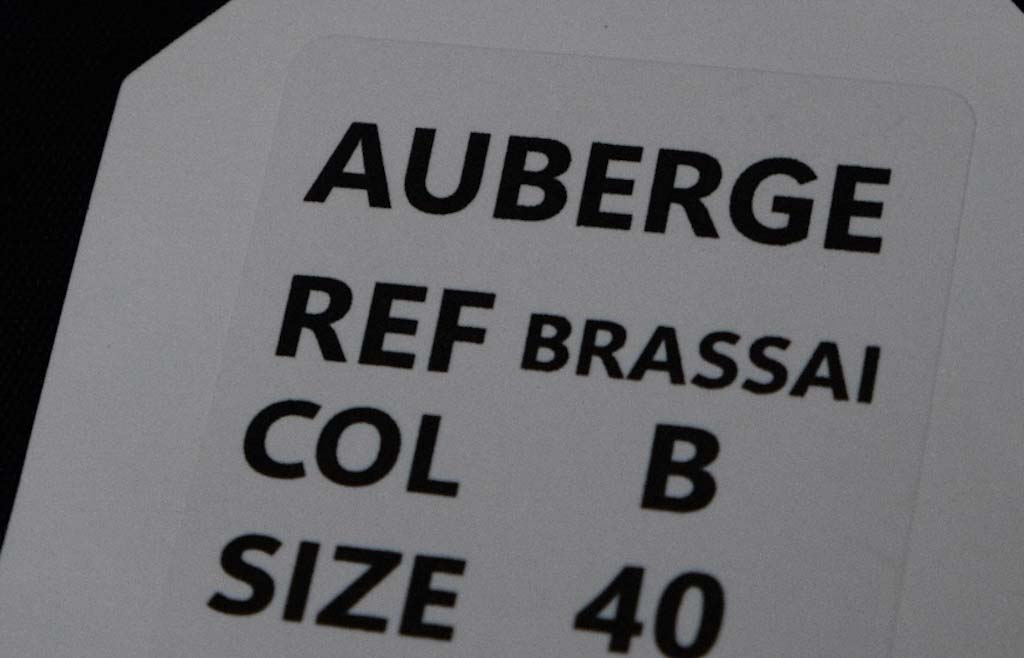 AUBERGE
REF BRASSAI
COL B
SIZE 40